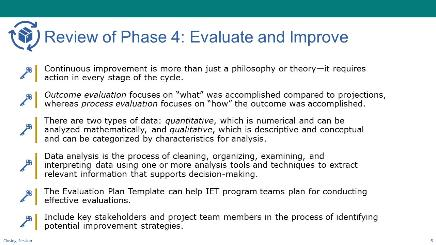 Review of Phase 4: Evaluate and Improve
Continuous improvement is more than just a philosophy or theory—it requires
action in every stage of the cycle.
Outcome evaluation focuses on "what" was accomplished compared to projections,
whereas process evaluation focuses on "how" the outcome was accomplished.
There are two types of data: quantitative, which is numerical and can be
analyzed mathematically, and qualitative, which is descriptive and conceptual
and can be categorized by characteristics for analysis.
Data analysis is the process of cleaning, organizing, examining, and
interpreting data using one or more analysis tools and techniques to extract
relevant information that supports decision-making.
The Evaluation Plan Template can help IET program teams plan for conducting
effective evaluations.
Include key stakeholders and project team members in the process of identifying
potential improvement strategies.